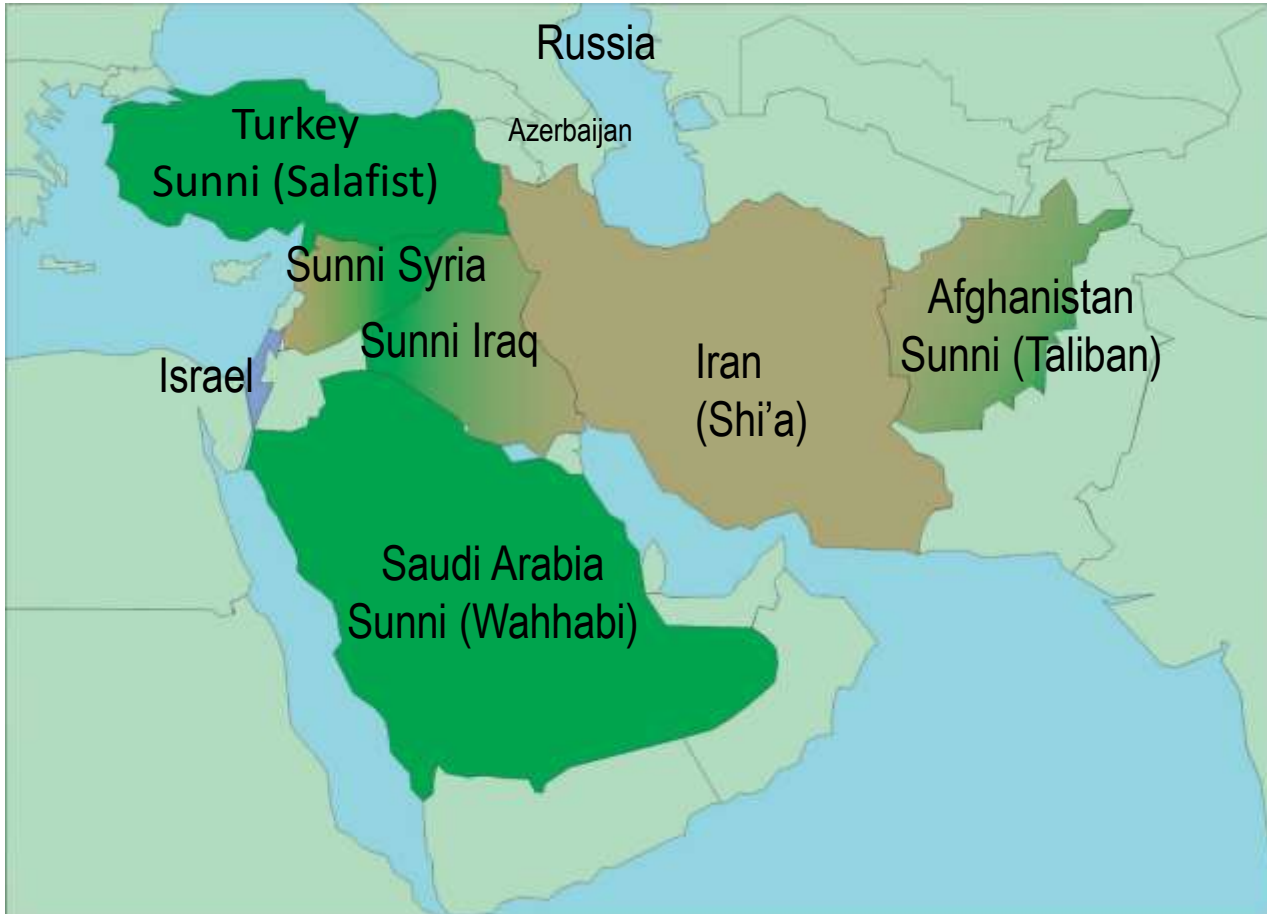 Russia
Azerbaijan
Turkey
Sunni (Salafist)
Sunni Syria
Sunni Iraq
Israel
Iran
(Shi’a)
Afghanistan
Sunni (Taliban)
Saudi Arabia
Sunni (Wahhabi)